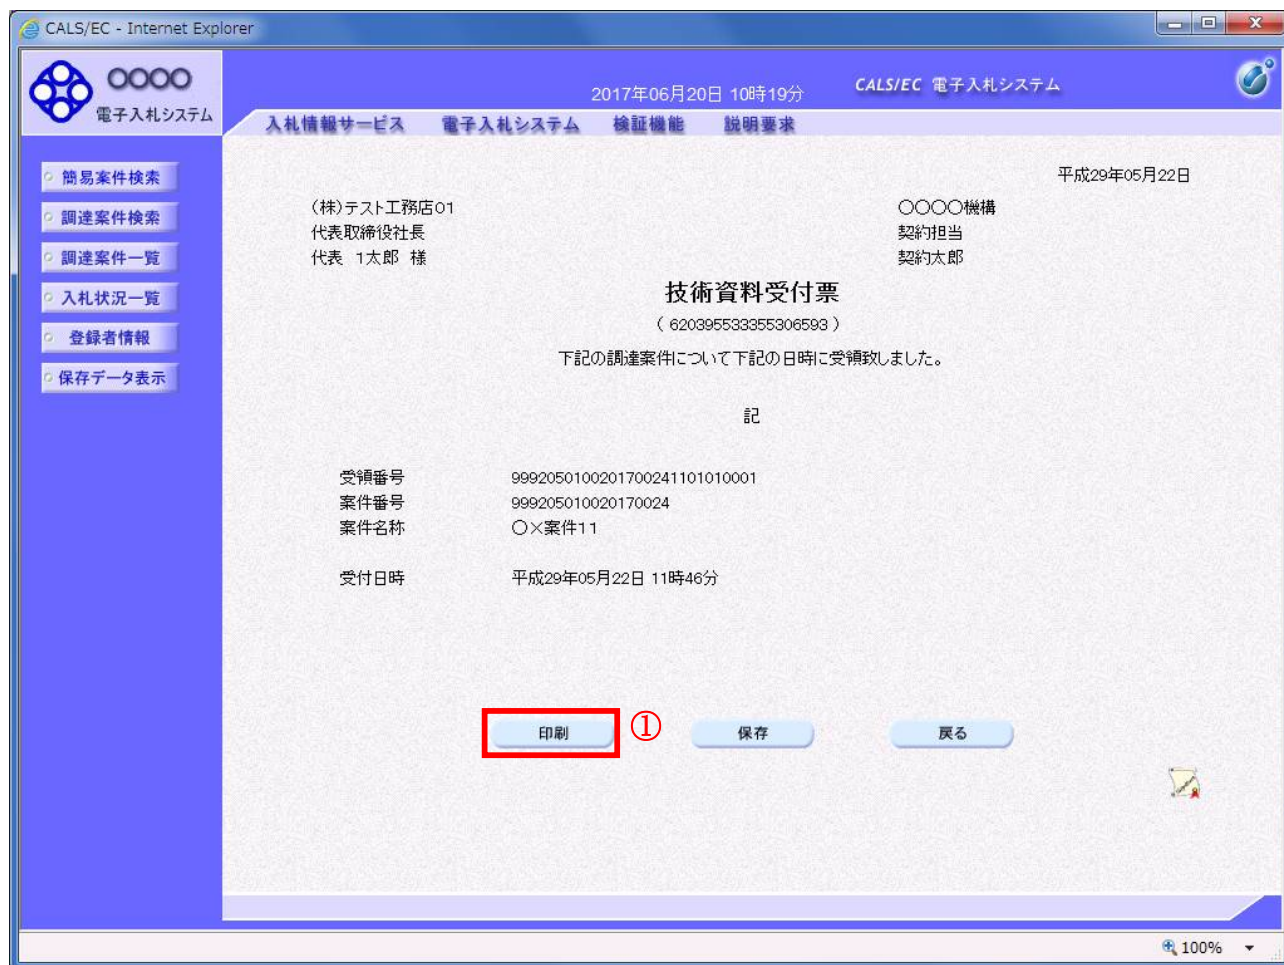 CALS/EC - Internet Explorer
〇〇〇〇
電子入札システム
2017年06月20日 10時19分
CALS/EC 電子入札システム
入札情報サービス 電子入札システム 検証機能 説明要求
簡易案件検索
調達案件検索
調達案件一覧
入札状況一覧
登録者情報
保存データ表示
平成29年05月22日
(株)テスト工務店01
〇〇〇〇機構
代表取締役社長
契約担当
代表 1太郎 様
契約太郎
技術資料受付票
( 620395533355306593 )
下記の調達案件について下記の日時に受領致しました。
記
受領番号 99920501002017002411010​10001
案件番号 999205010020170024
案件名称 〇×案件11
受付日時 平成29年05月22日 11時46分
印刷 ① 保存 戻る
100%